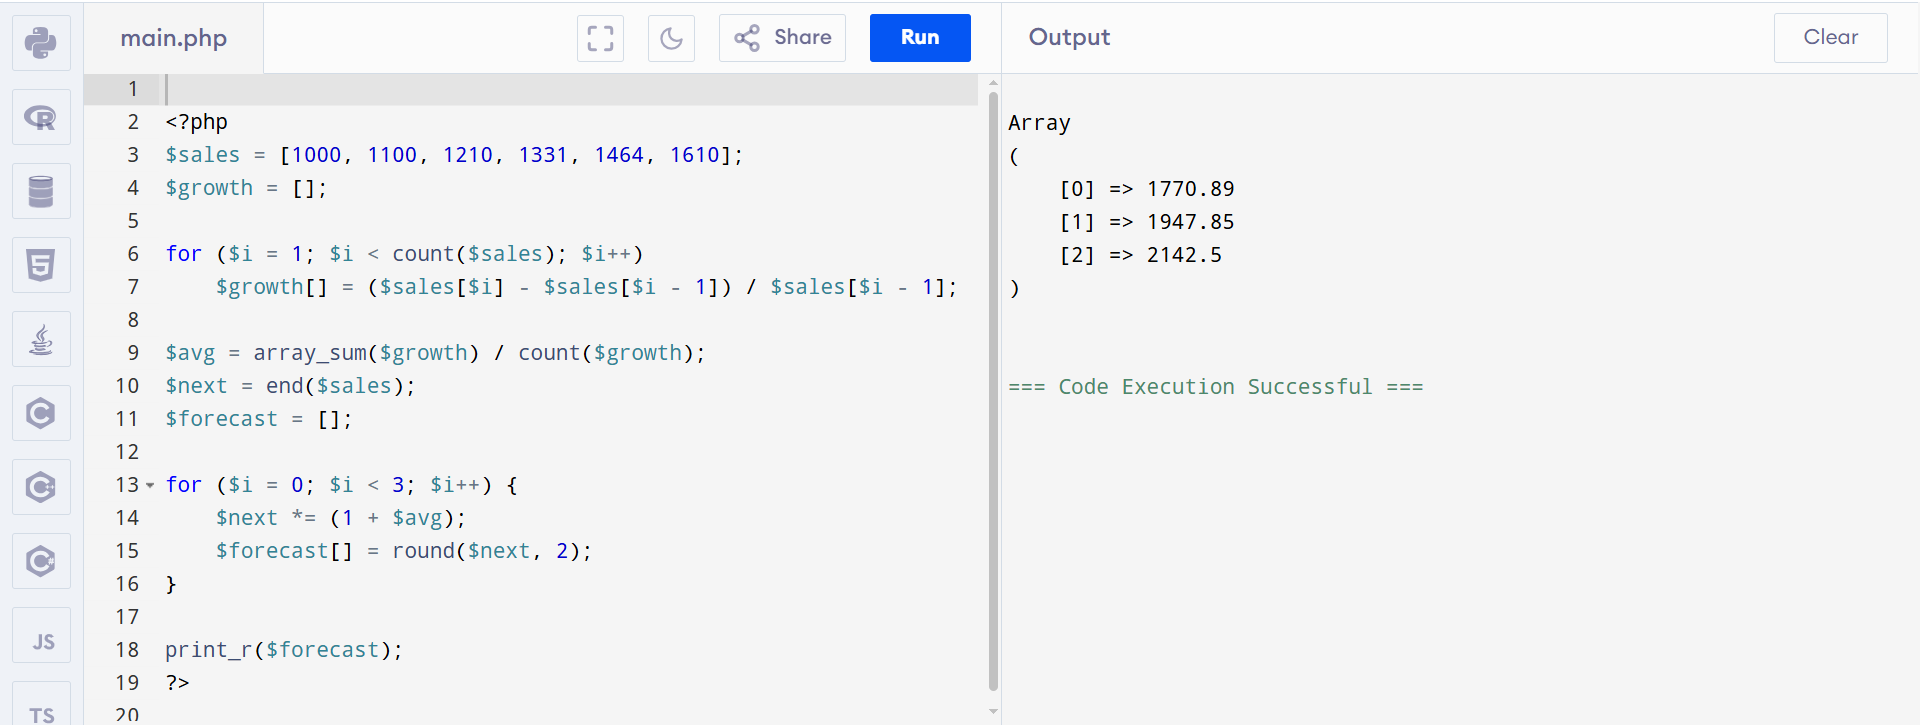 main.php
Share
Run
Output
Clear
1
2 <?php
3 $sales = [1000, 1100, 1210, 1331, 1464, 1610];
4 $growth = [];
5
6 for ($i = 1; $i < count($sales); $i++)
7     $growth[] = ($sales[$i] - $sales[$i - 1]) / $sales[$i - 1];
8
9 $avg = array_sum($growth) / count($growth);
10 $next = end($sales);
11 $forecast = [];
12
13 for ($i = 0; $i < 3; $i++) {
14     $next *= (1 + $avg);
15     $forecast[] = round($next, 2);
16 }
17
18 print_r($forecast);
19 ?>
20
Array
(
    [0] => 1770.89
    [1] => 1947.85
    [2] => 2142.5
)
=== Code Execution Successful ===
R
5
C
C++
C#
JS
TS